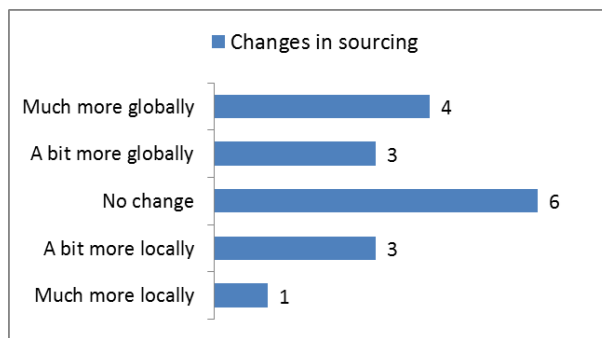 Changes in sourcing
Much more globally 4
A bit more globally 3
No change 6
A bit more locally 3
Much more locally 1